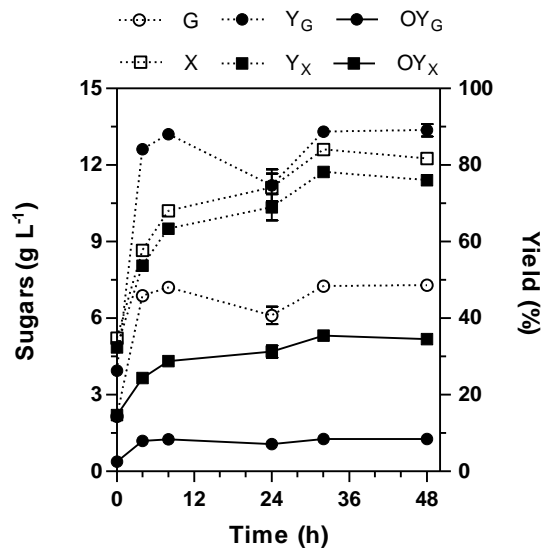 G Y_G OY_G
X Y_X OY_X
15 100
12 80
9 60
6 40
3 20
0 0
0 12 24 36 48
Sugars (g L⁻¹)
Yield (%)
Time (h)